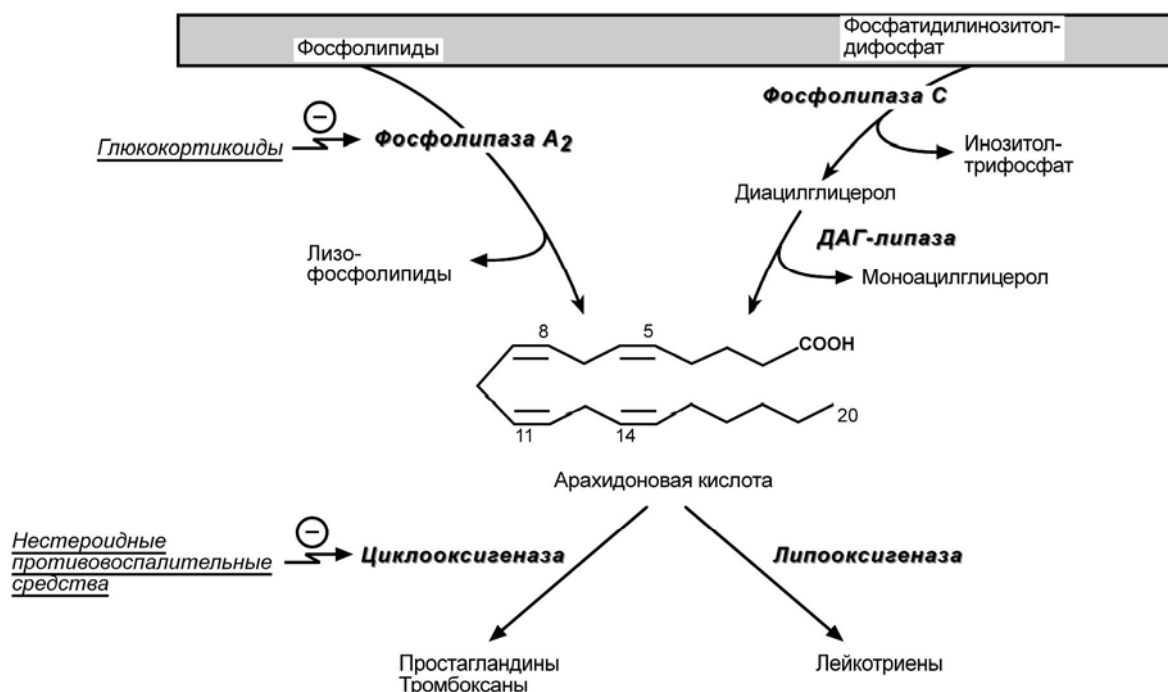 Фосфолипиды
Фосфатидилинозитол-
дифосфат
Фосфолипаза С
Глюкокортикоиды
Фосфолипаза А2
Инозитол-
трифосфат
Диацилглицерол
ДАГ-липаза
Лизо-
фосфолипиды
Моноацилглицерол
8
5
COOH
11
14
20
Арахидоновая кислота
Нестероидные
противовоспалительные
средства
Циклооксигеназа
Липооксигеназа
Простагландины
Тромбоксаны
Лейкотриены